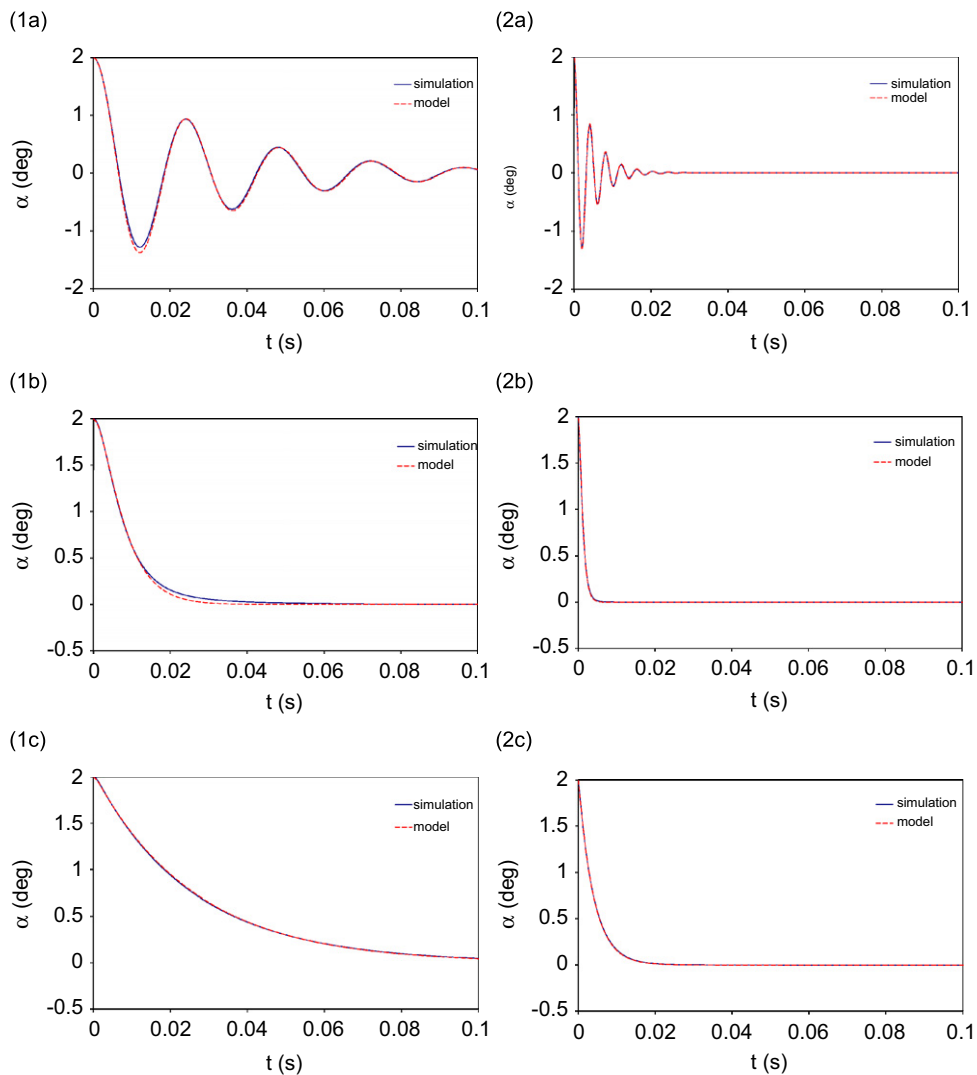 (1a)
2
1
0
-1
-2
α (deg)
simulation
model
0 0.02 0.04 0.06 0.08 0.1
t (s)
(2a)
2
1
0
-1
-2
α (deg)
simulation
model
0 0.02 0.04 0.06 0.08 0.1
t (s)
(1b)
2
1.5
1
0.5
0
-0.5
α (deg)
simulation
model
0 0.02 0.04 0.06 0.08 0.1
t (s)
(2b)
2
1.5
1
0.5
0
-0.5
α (deg)
simulation
model
0 0.02 0.04 0.06 0.08 0.1
t (s)
(1c)
2
1.5
1
0.5
0
-0.5
α (deg)
simulation
model
0 0.02 0.04 0.06 0.08 0.1
t (s)
(2c)
2
1.5
1
0.5
0
-0.5
α (deg)
simulation
model
0 0.02 0.04 0.06 0.08 0.1
t (s)